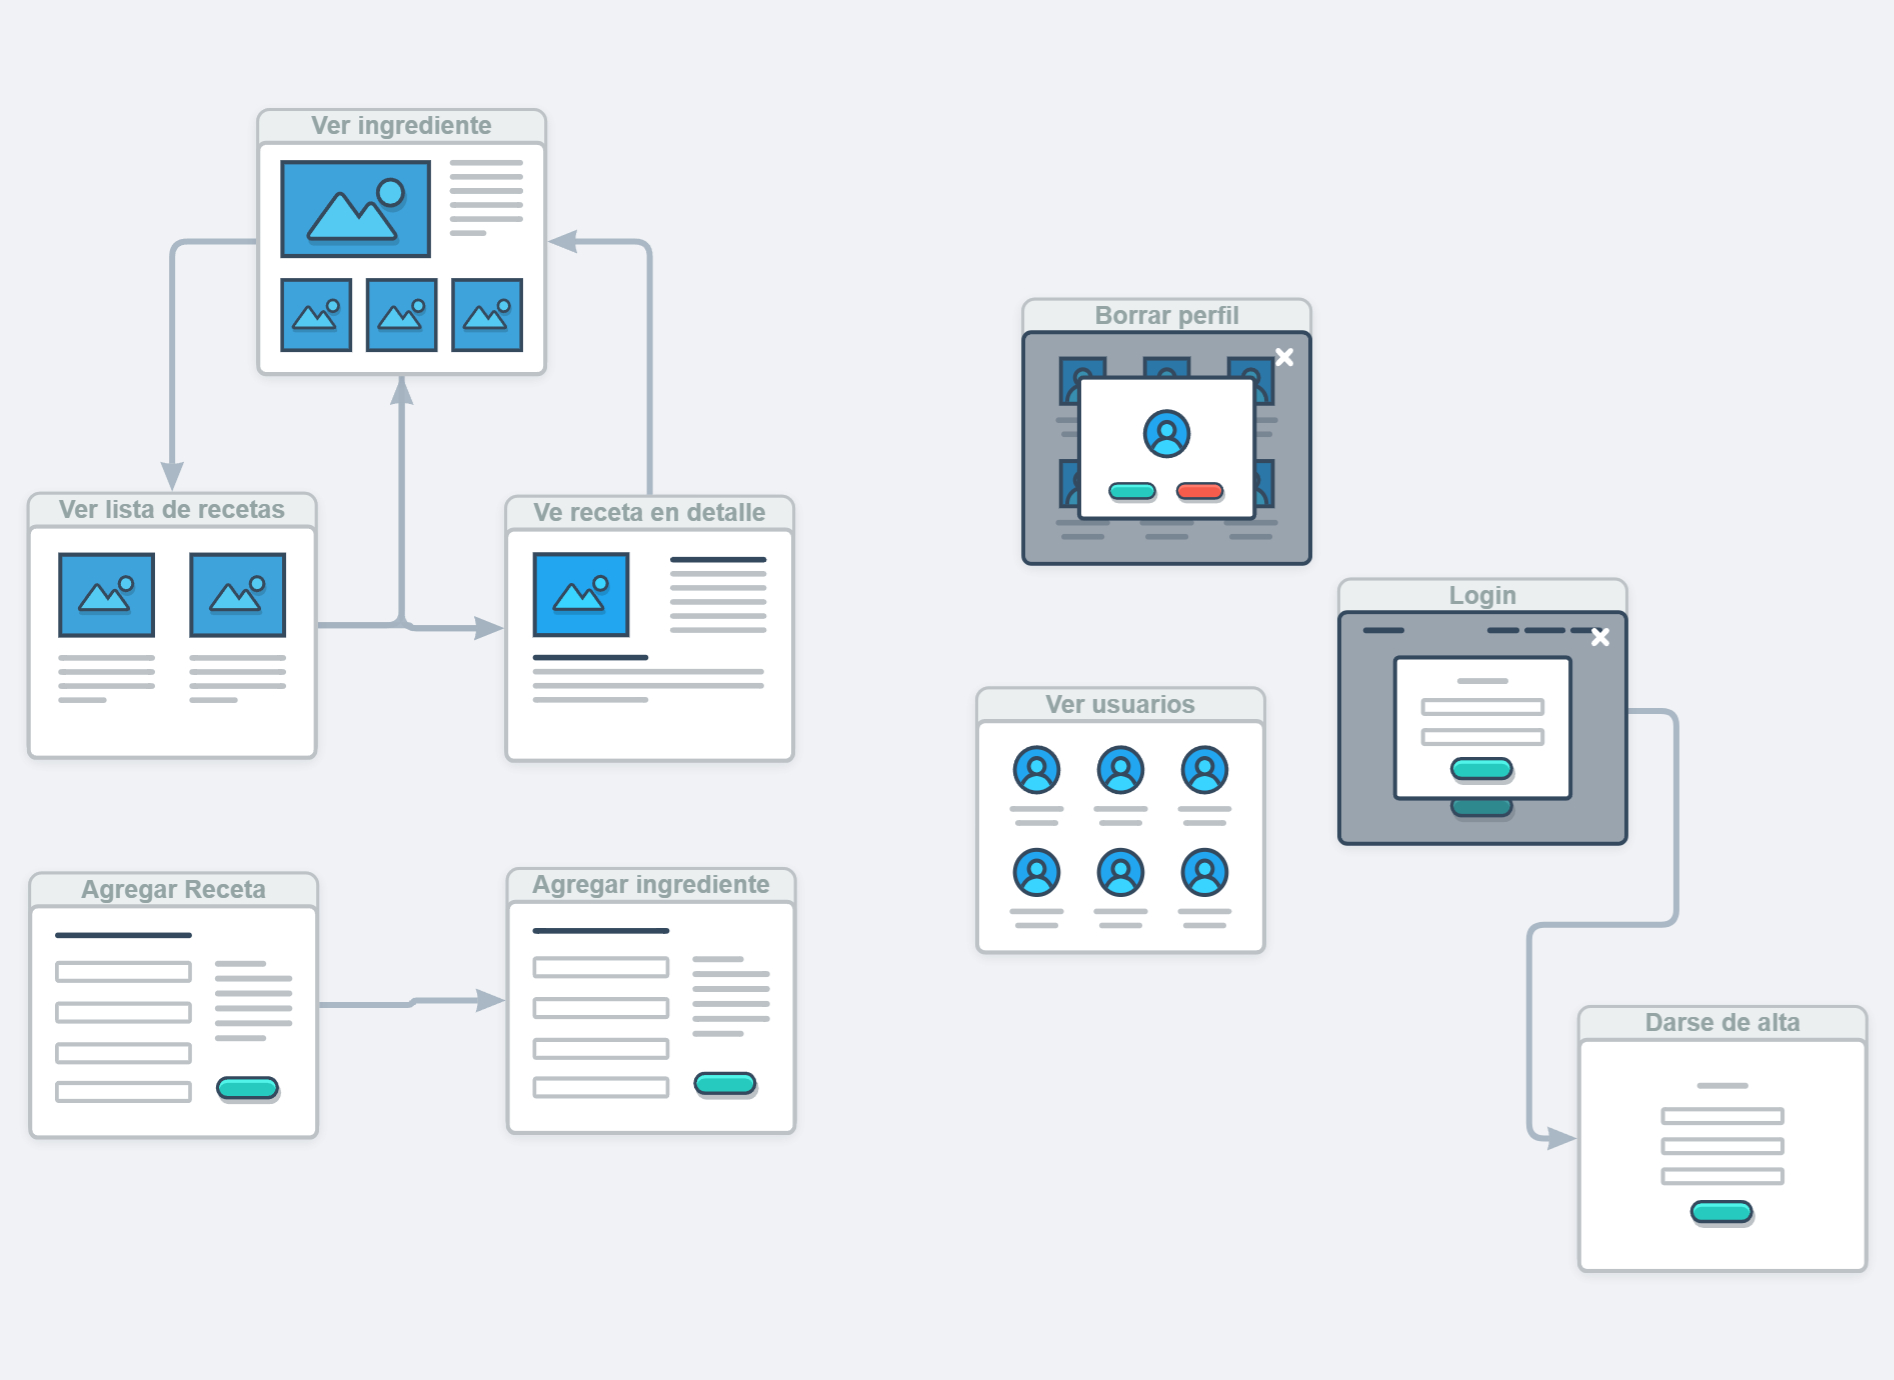 Ver ingrediente
Ver lista de recetas
Ve receta en detalle
Agregar Receta
Agregar ingrediente
Borrar perfil
Login
Ver usuarios
Darse de alta